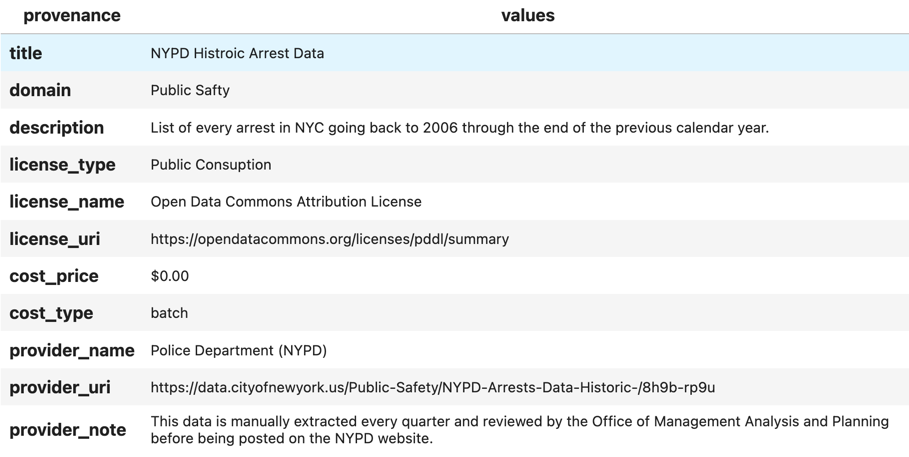 provenance values
title NYPD Histroic Arrest Data
domain Public Safty
description List of every arrest in NYC going back to 2006 through the end of the previous calendar year.
license_type Public Consuption
license_name Open Data Commons Attribution License
license_uri https://opendatacommons.org/licenses/pddl/summary
cost_price $0.00
cost_type batch
provider_name Police Department (NYPD)
provider_uri https://data.cityofnewyork.us/Public-Safety/NYPD-Arrests-Data-Historic-/8h9b-rp9u
provider_note This data is manually extracted every quarter and reviewed by the Office of Management Analysis and Planning
before being posted on the NYPD website.